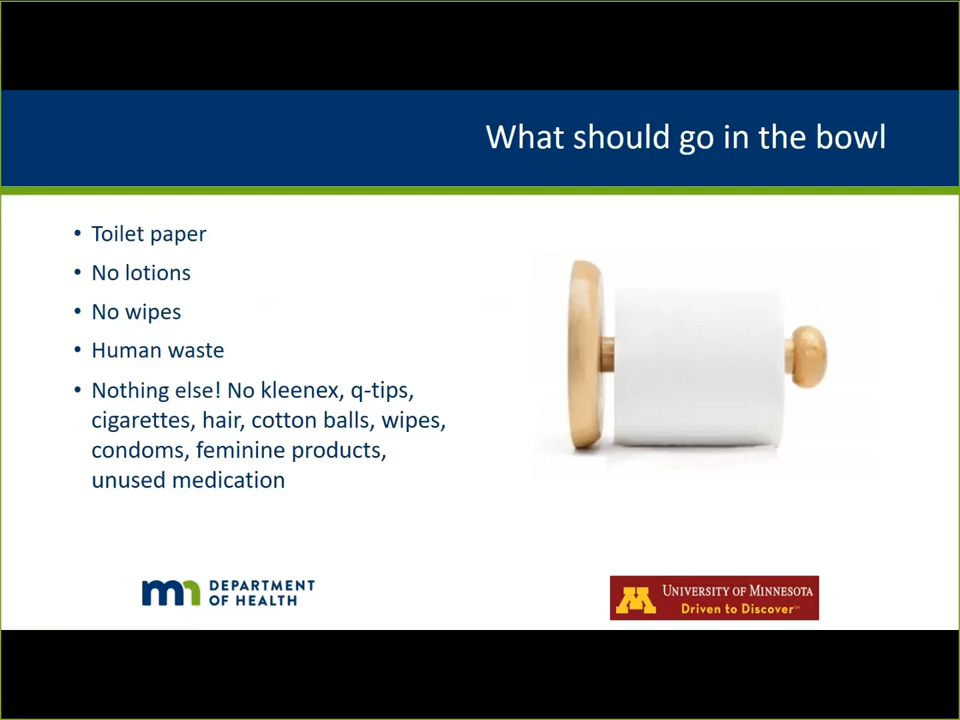 What should go in the bowl
• Toilet paper
• No lotions
• No wipes
• Human waste
• Nothing else! No kleenex, q-tips,
cigarettes, hair, cotton balls, wipes,
condoms, feminine products,
unused medication
mn DEPARTMENT
OF HEALTH
M UNIVERSITY OF MINNESOTA
Driven to Discover